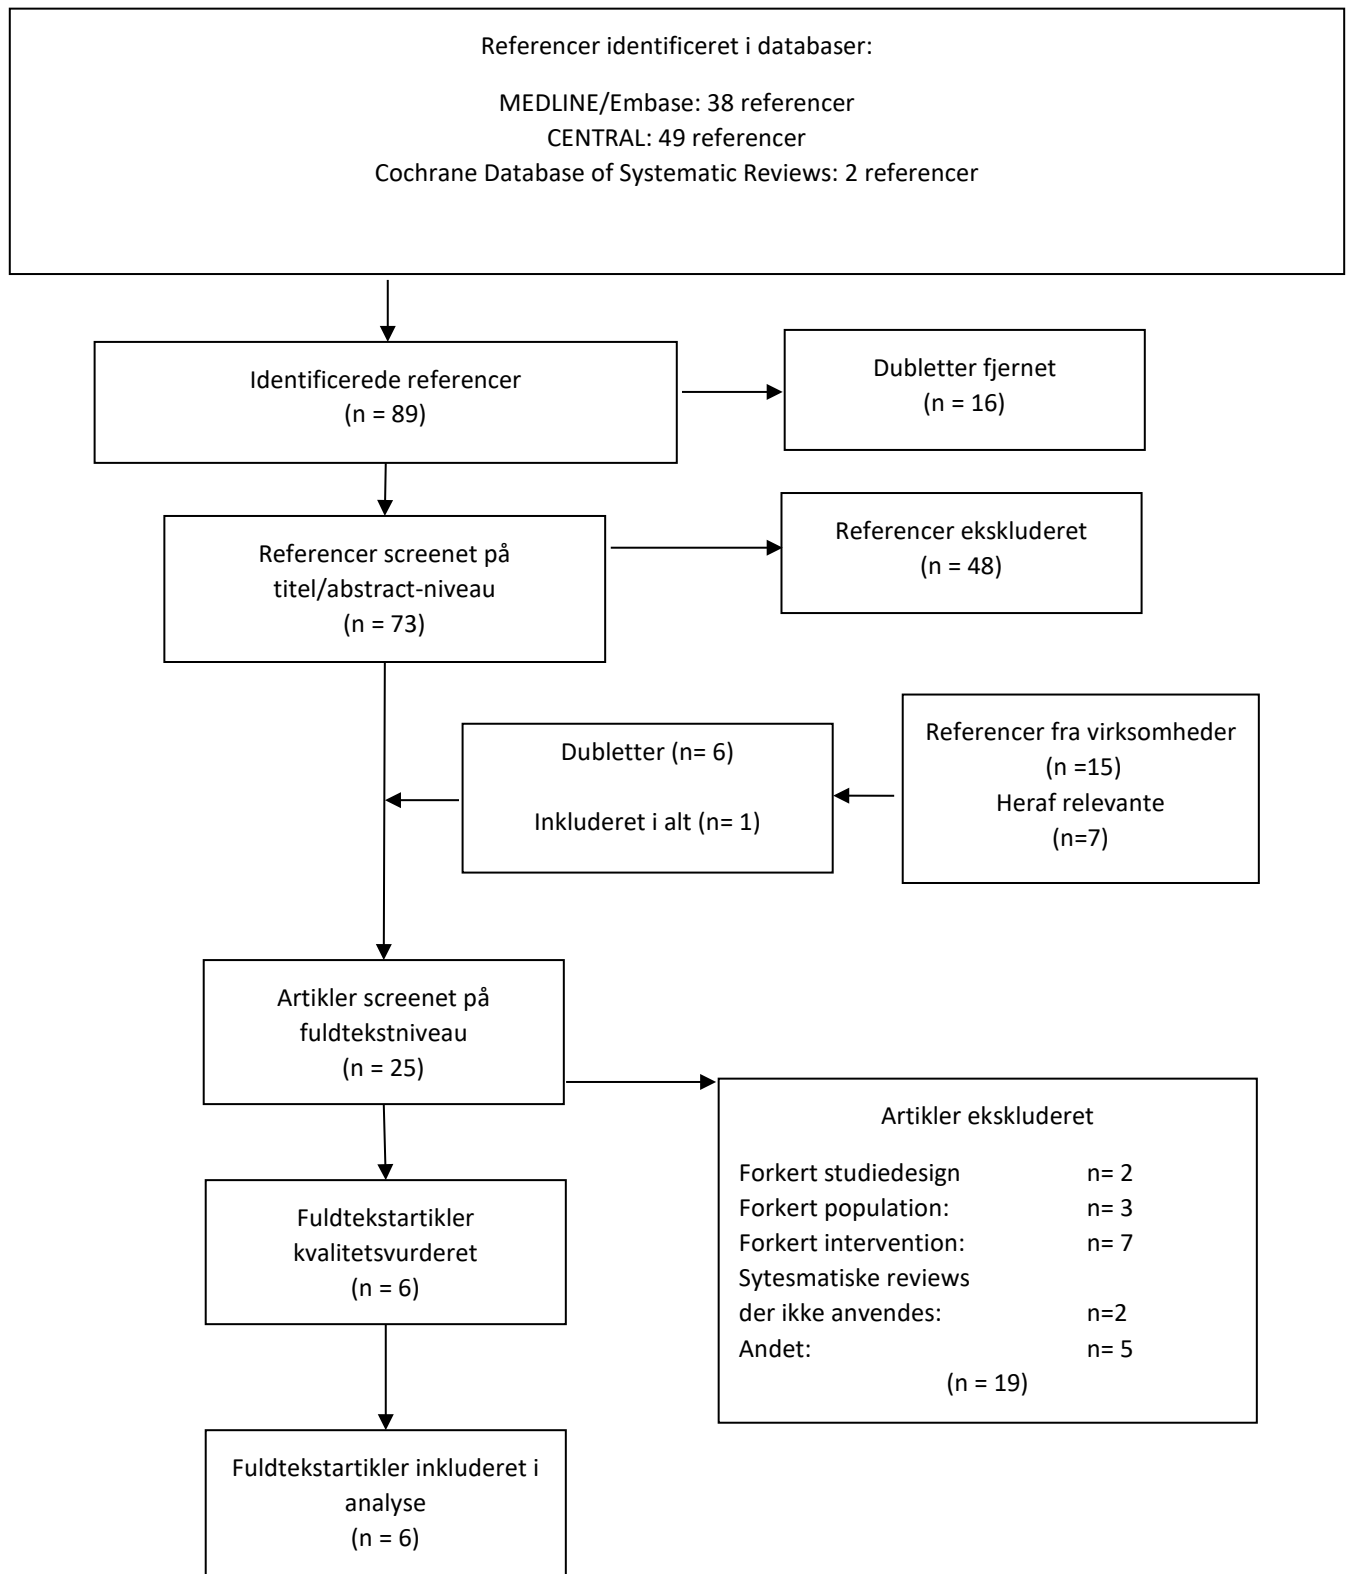 Referencer identificeret i databaser:
MEDLINE/Embase: 38 referencer
CENTRAL: 49 referencer
Cochrane Database of Systematic Reviews: 2 referencer
Identificerede referencer
(n = 89)
Dubletter fjernet
(n = 16)
Referencer screenet på
titel/abstract-niveau
(n = 73)
Referencer ekskluderet
(n = 48)
Referencer fra virksomheder
(n =15)
Heraf relevante
(n=7)
Dubletter (n= 6)
Inkluderet i alt (n= 1)
Artikler screenet på
fuldtekstniveau
(n = 25)
Artikler ekskluderet
Forkert studiedesign n= 2
Forkert population: n= 3
Forkert intervention: n= 7
Sytesmatiske reviews
der ikke anvendes: n=2
Andet: n= 5
(n = 19)
Fuldtekstartikler
kvalitetsvurderet
(n = 6)
Fuldtekstartikler inkluderet i
analyse
(n = 6)